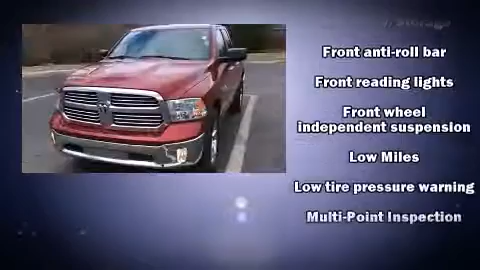 Storage
Front anti-roll bar
Front reading lights
Front wheel
independent suspension
Low Miles
Low tire pressure warning
Multi-Point Inspection